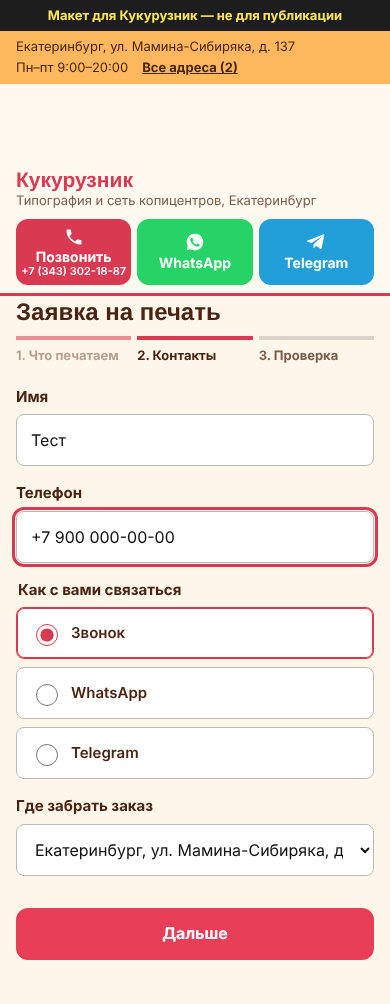 Макет для Кукурузник — не для публикации
Екатеринбург, ул. Мамина-Сибиряка, д. 137
Пн–пт 9:00–20:00 Все адреса (2)
Кукурузник
Типография и сеть копицентров, Екатеринбург
Позвонить
+7 (343) 302-18-87
WhatsApp
Telegram
Заявка на печать
1. Что печатаем
2. Контакты
3. Проверка
Имя
Тест
Телефон
+7 900 000-00-00
Как с вами связаться
Звонок
WhatsApp
Telegram
Где забрать заказ
Екатеринбург, ул. Мамина-Сибиряка, д
Дальше